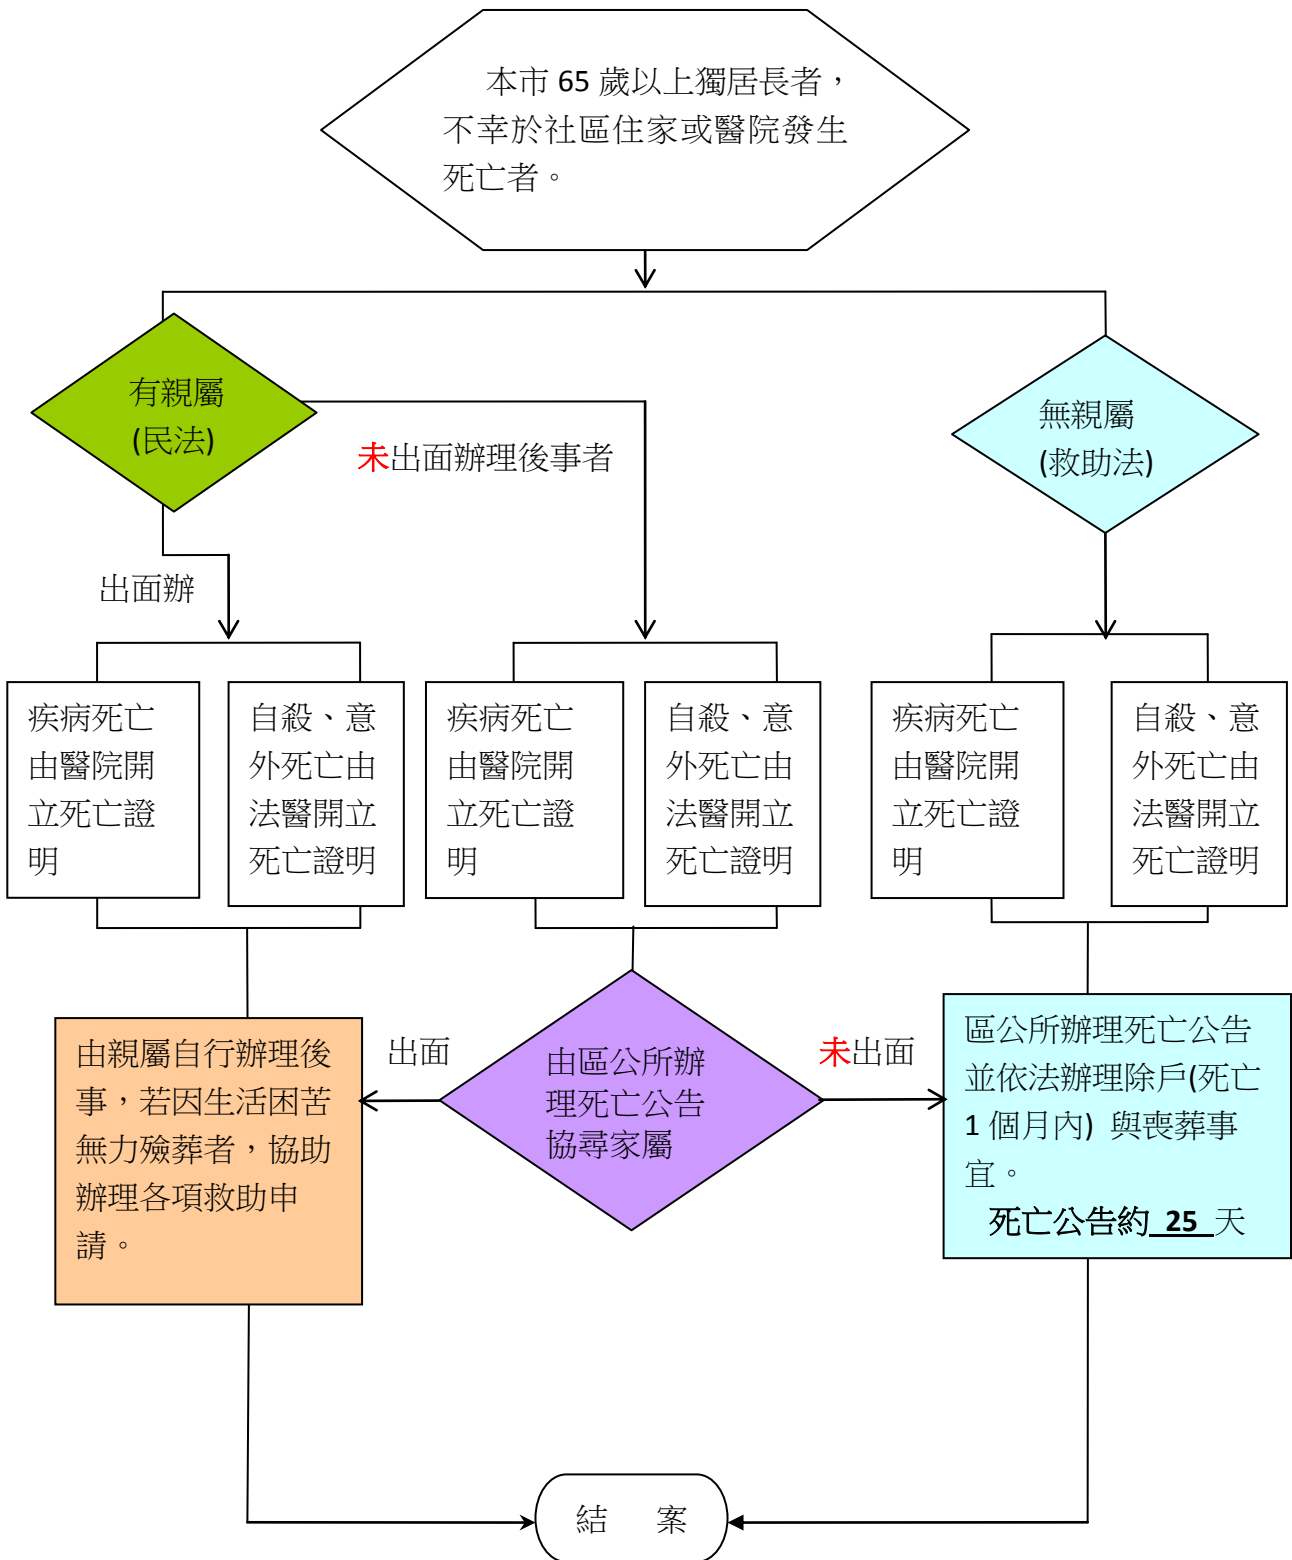 本市 65 歲以上獨居長者，
不幸於社區住家或醫院發生
死亡者。
有親屬
(民法)
未出面辦理後事者
無親屬
(救助法)
出面辦
疾病死亡
由醫院開
立死亡證
明
自殺、意
外死亡由
法醫開立
死亡證明
疾病死亡
由醫院開
立死亡證
明
自殺、意
外死亡由
法醫開立
死亡證明
疾病死亡
由醫院開
立死亡證
明
自殺、意
外死亡由
法醫開立
死亡證明
由親屬自行辦理後
事，若因生活困苦
無力殮葬者，協助
辦理各項救助申
請。
出面
由區公所辦
理死亡公告
協尋家屬
未出面
區公所辦理死亡公告
並依法辦理除戶(死亡
1 個月內) 與喪葬事
宜。
死亡公告約 25 天
結 案